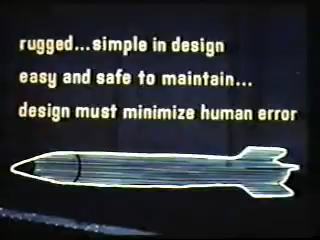 rugged...simple in design
easy and safe to maintain...
design must minimize human error